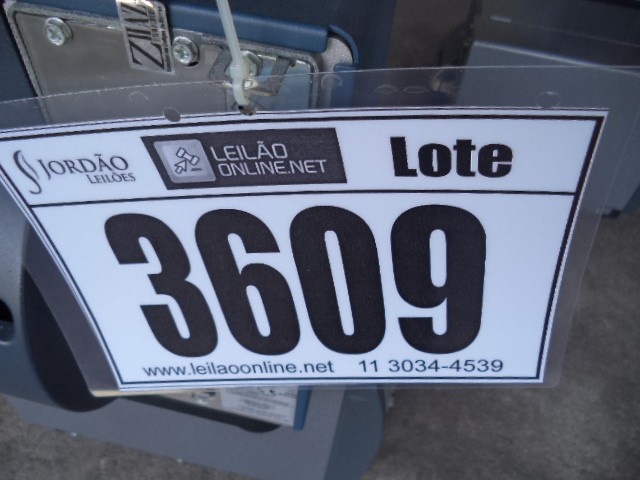 JORDÃO
LEILÕES
LEILÃO
ONLINE.NET
Lote
3609
www.leilaoonline.net 11 3034-4539